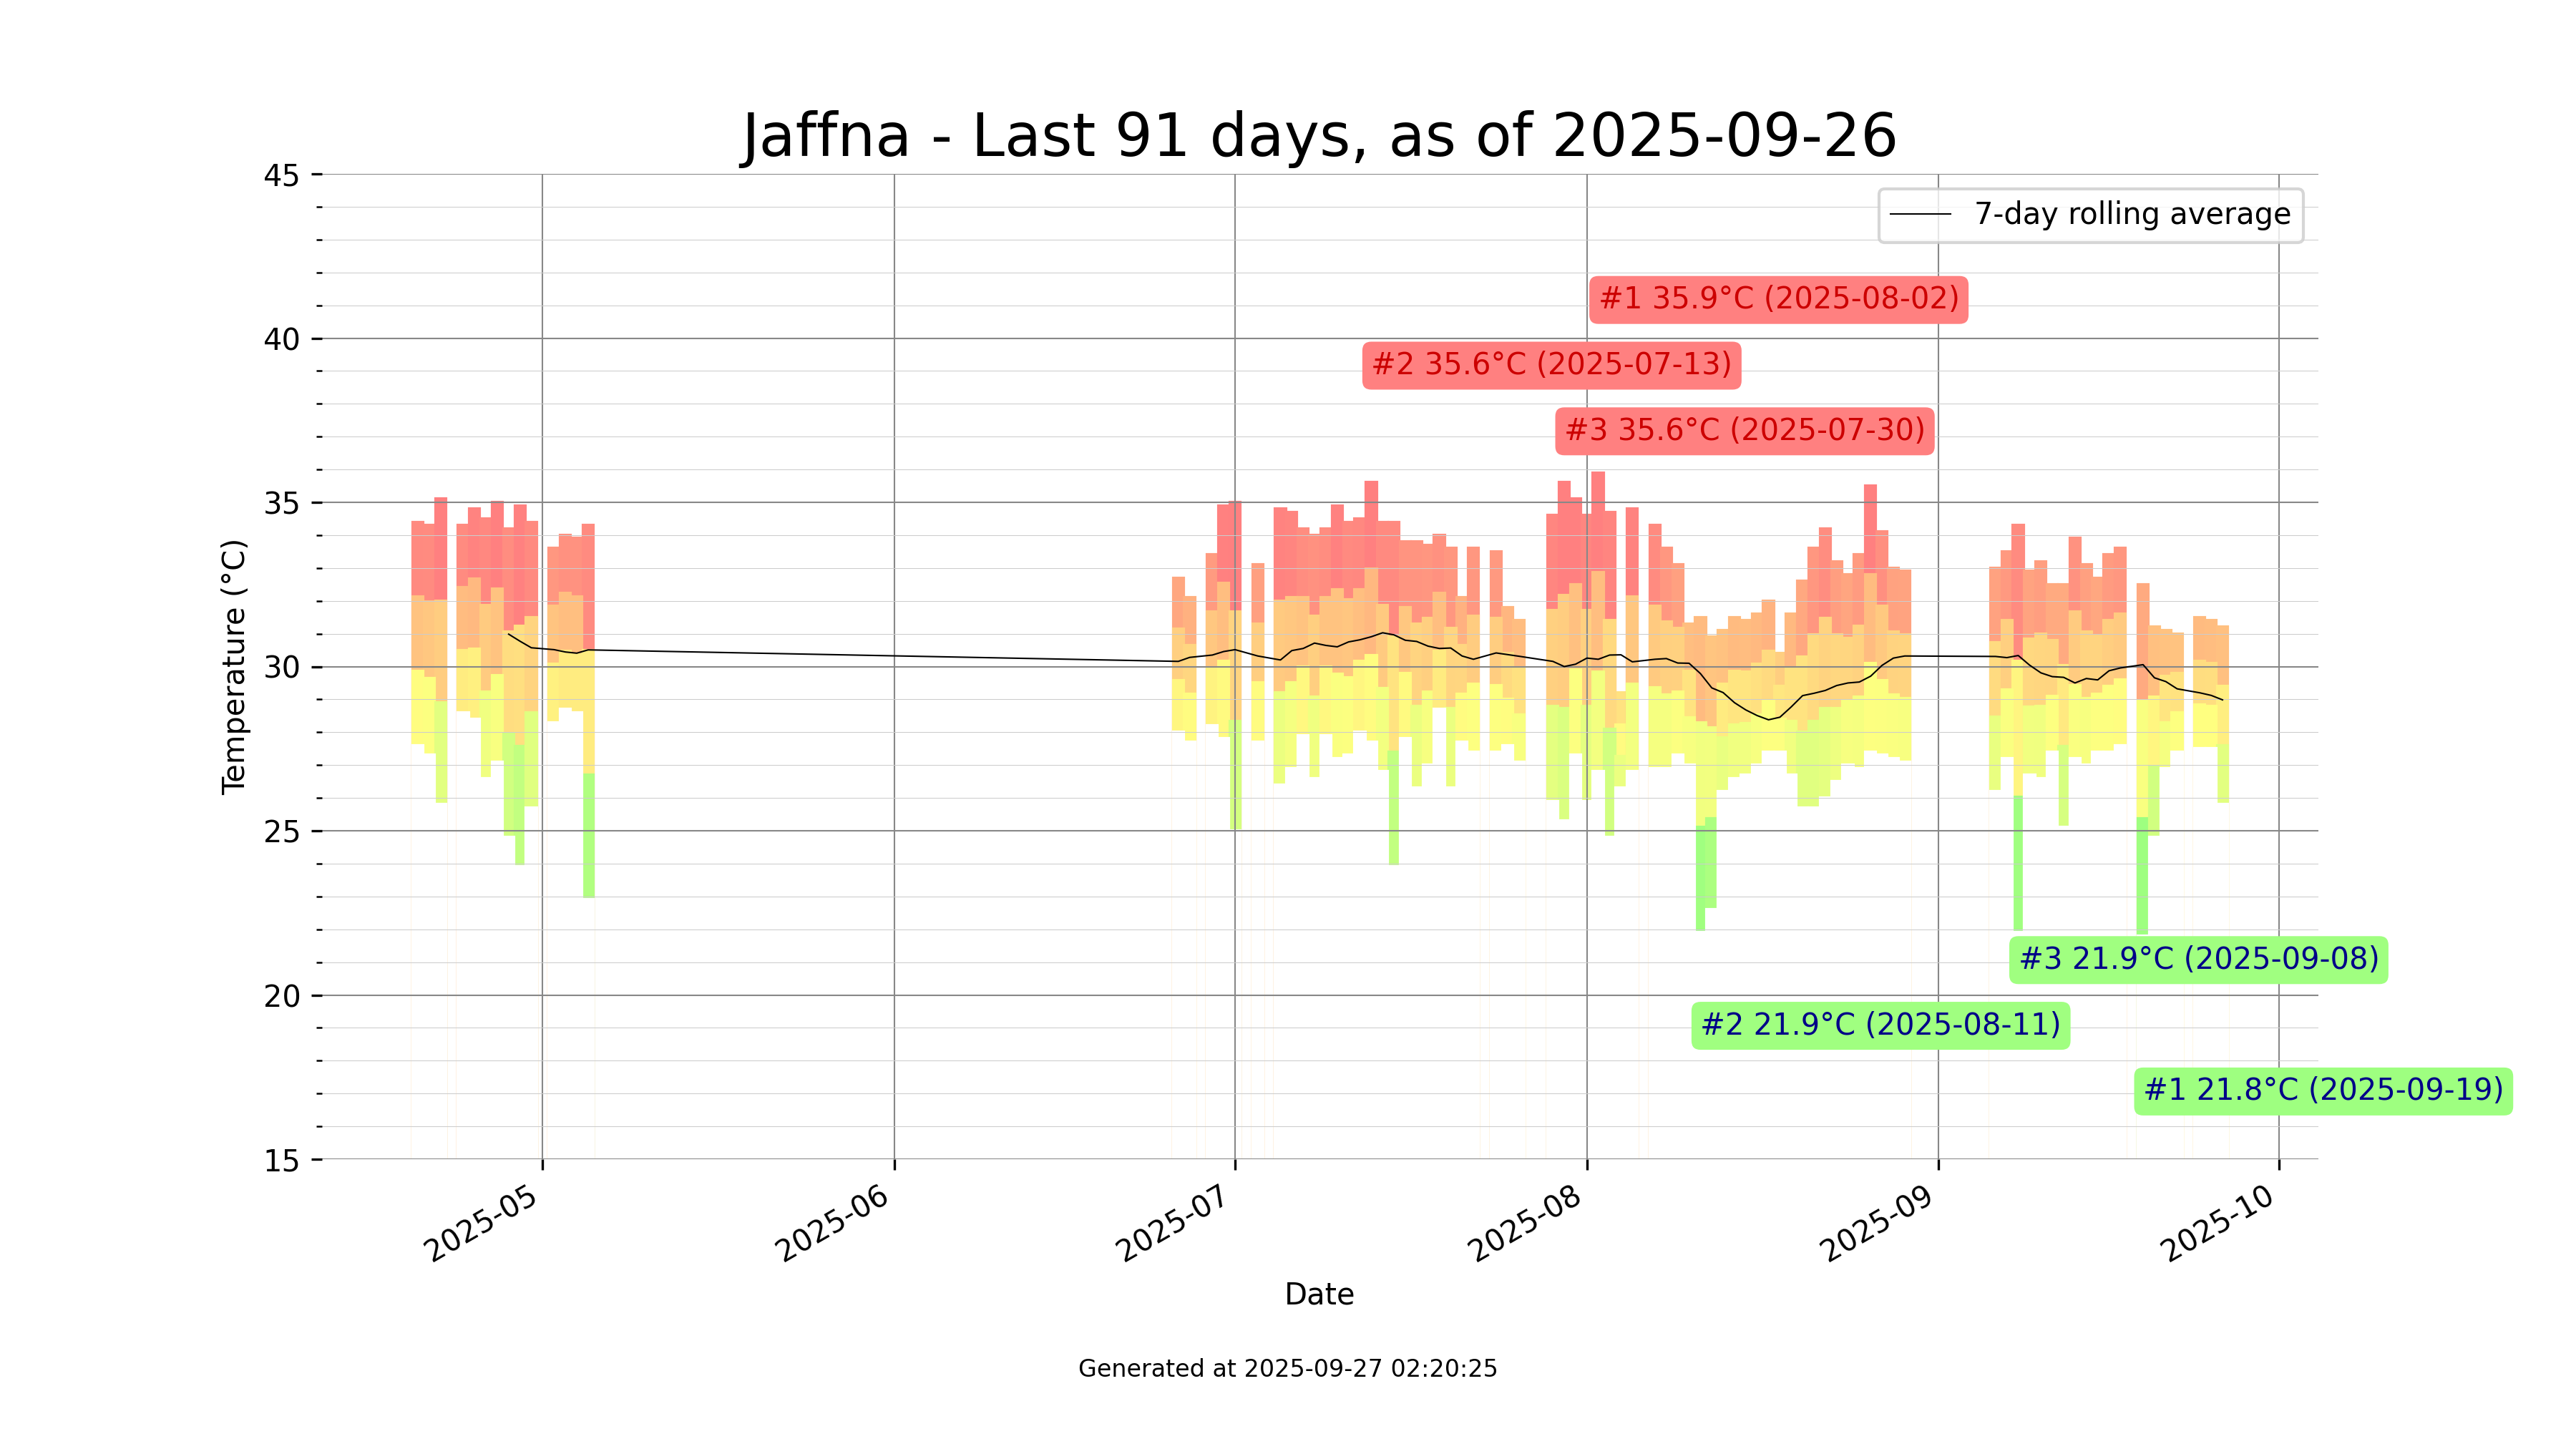 Jaffna - Last 91 days, as of 2025-09-26
7-day rolling average
#1 35.9°C (2025-08-02)
#2 35.6°C (2025-07-13)
#3 35.6°C (2025-07-30)
#3 21.9°C (2025-09-08)
#2 21.9°C (2025-08-11)
#1 21.8°C (2025-09-19)
Temperature (°C)
45
40
35
30
25
20
15
2025-05
2025-06
2025-07
2025-08
2025-09
2025-10
Date
Generated at 2025-09-27 02:20:25